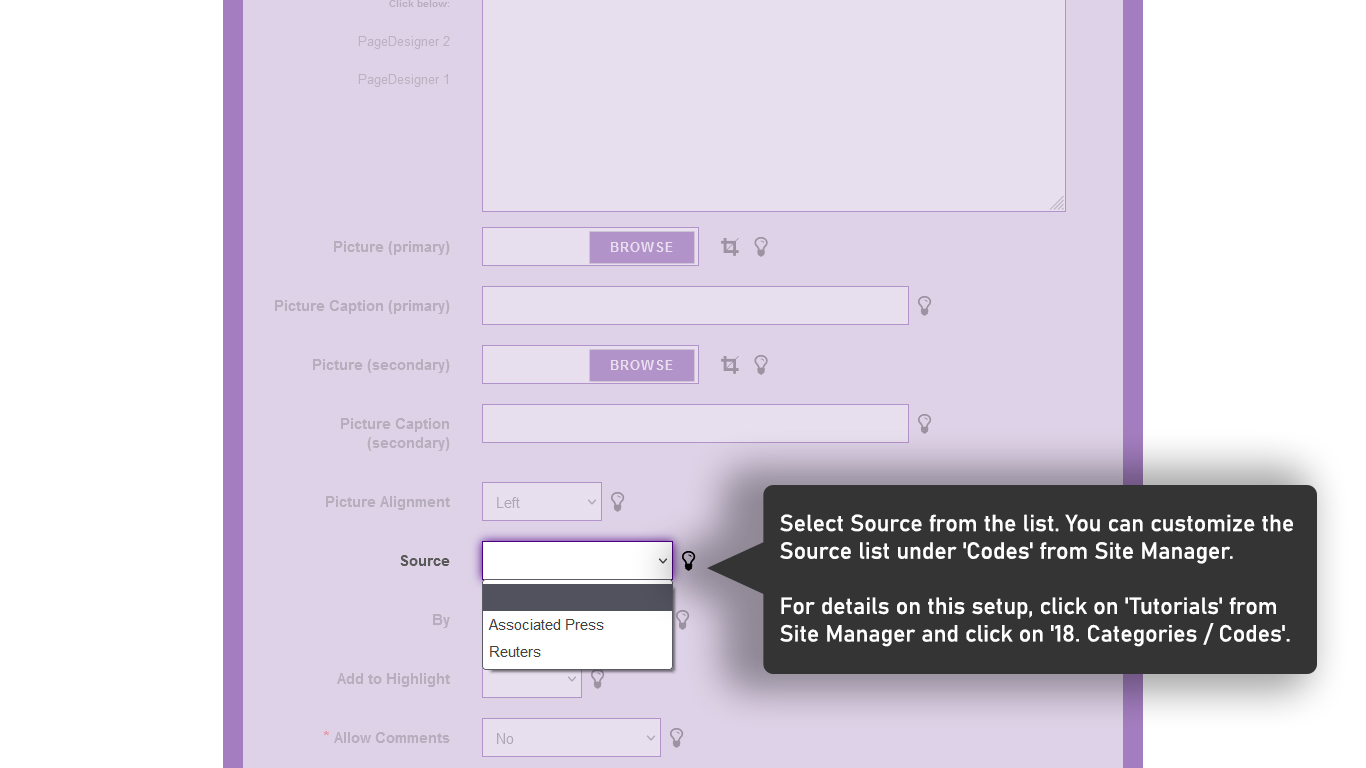 Click below:
PageDesigner 2
PageDesigner 1
Picture (primary)
BROWSE
Picture Caption (primary)
Picture (secondary)
BROWSE
Picture Caption
(secondary)
Picture Alignment
Left
Source
Associated Press
Reuters
By
Add to Highlight
* Allow Comments
No
Select Source from the list. You can customize the
Source list under 'Codes' from Site Manager.
For details on this setup, click on 'Tutorials' from
Site Manager and click on '18. Categories / Codes'.